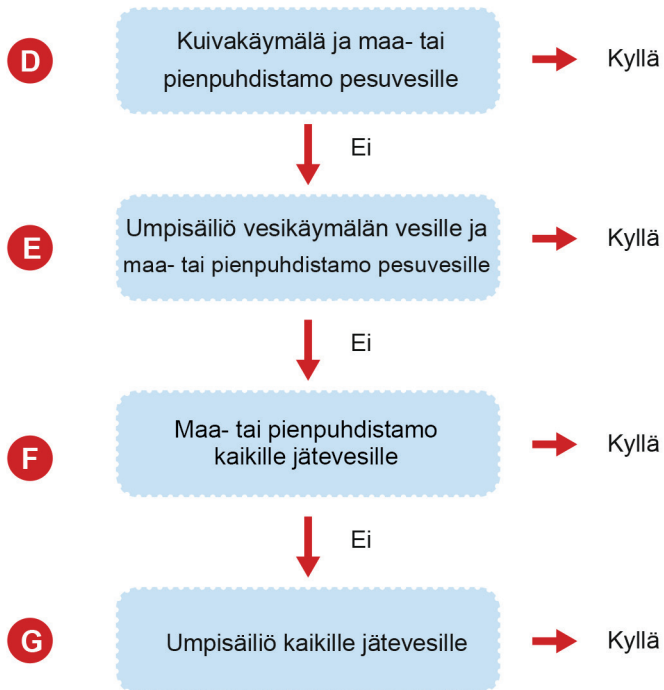 D
Kuivakäymälä ja maa- tai
pienpuhdistamo pesuvesille
Kyllä
Ei
E
Umpisäiliö vesikäymälän vesille ja
maa- tai pienpuhdistamo pesuvesille
Kyllä
Ei
F
Maa- tai pienpuhdistamo
kaikille jätevesille
Kyllä
Ei
G
Umpisäiliö kaikille jätevesille
Kyllä